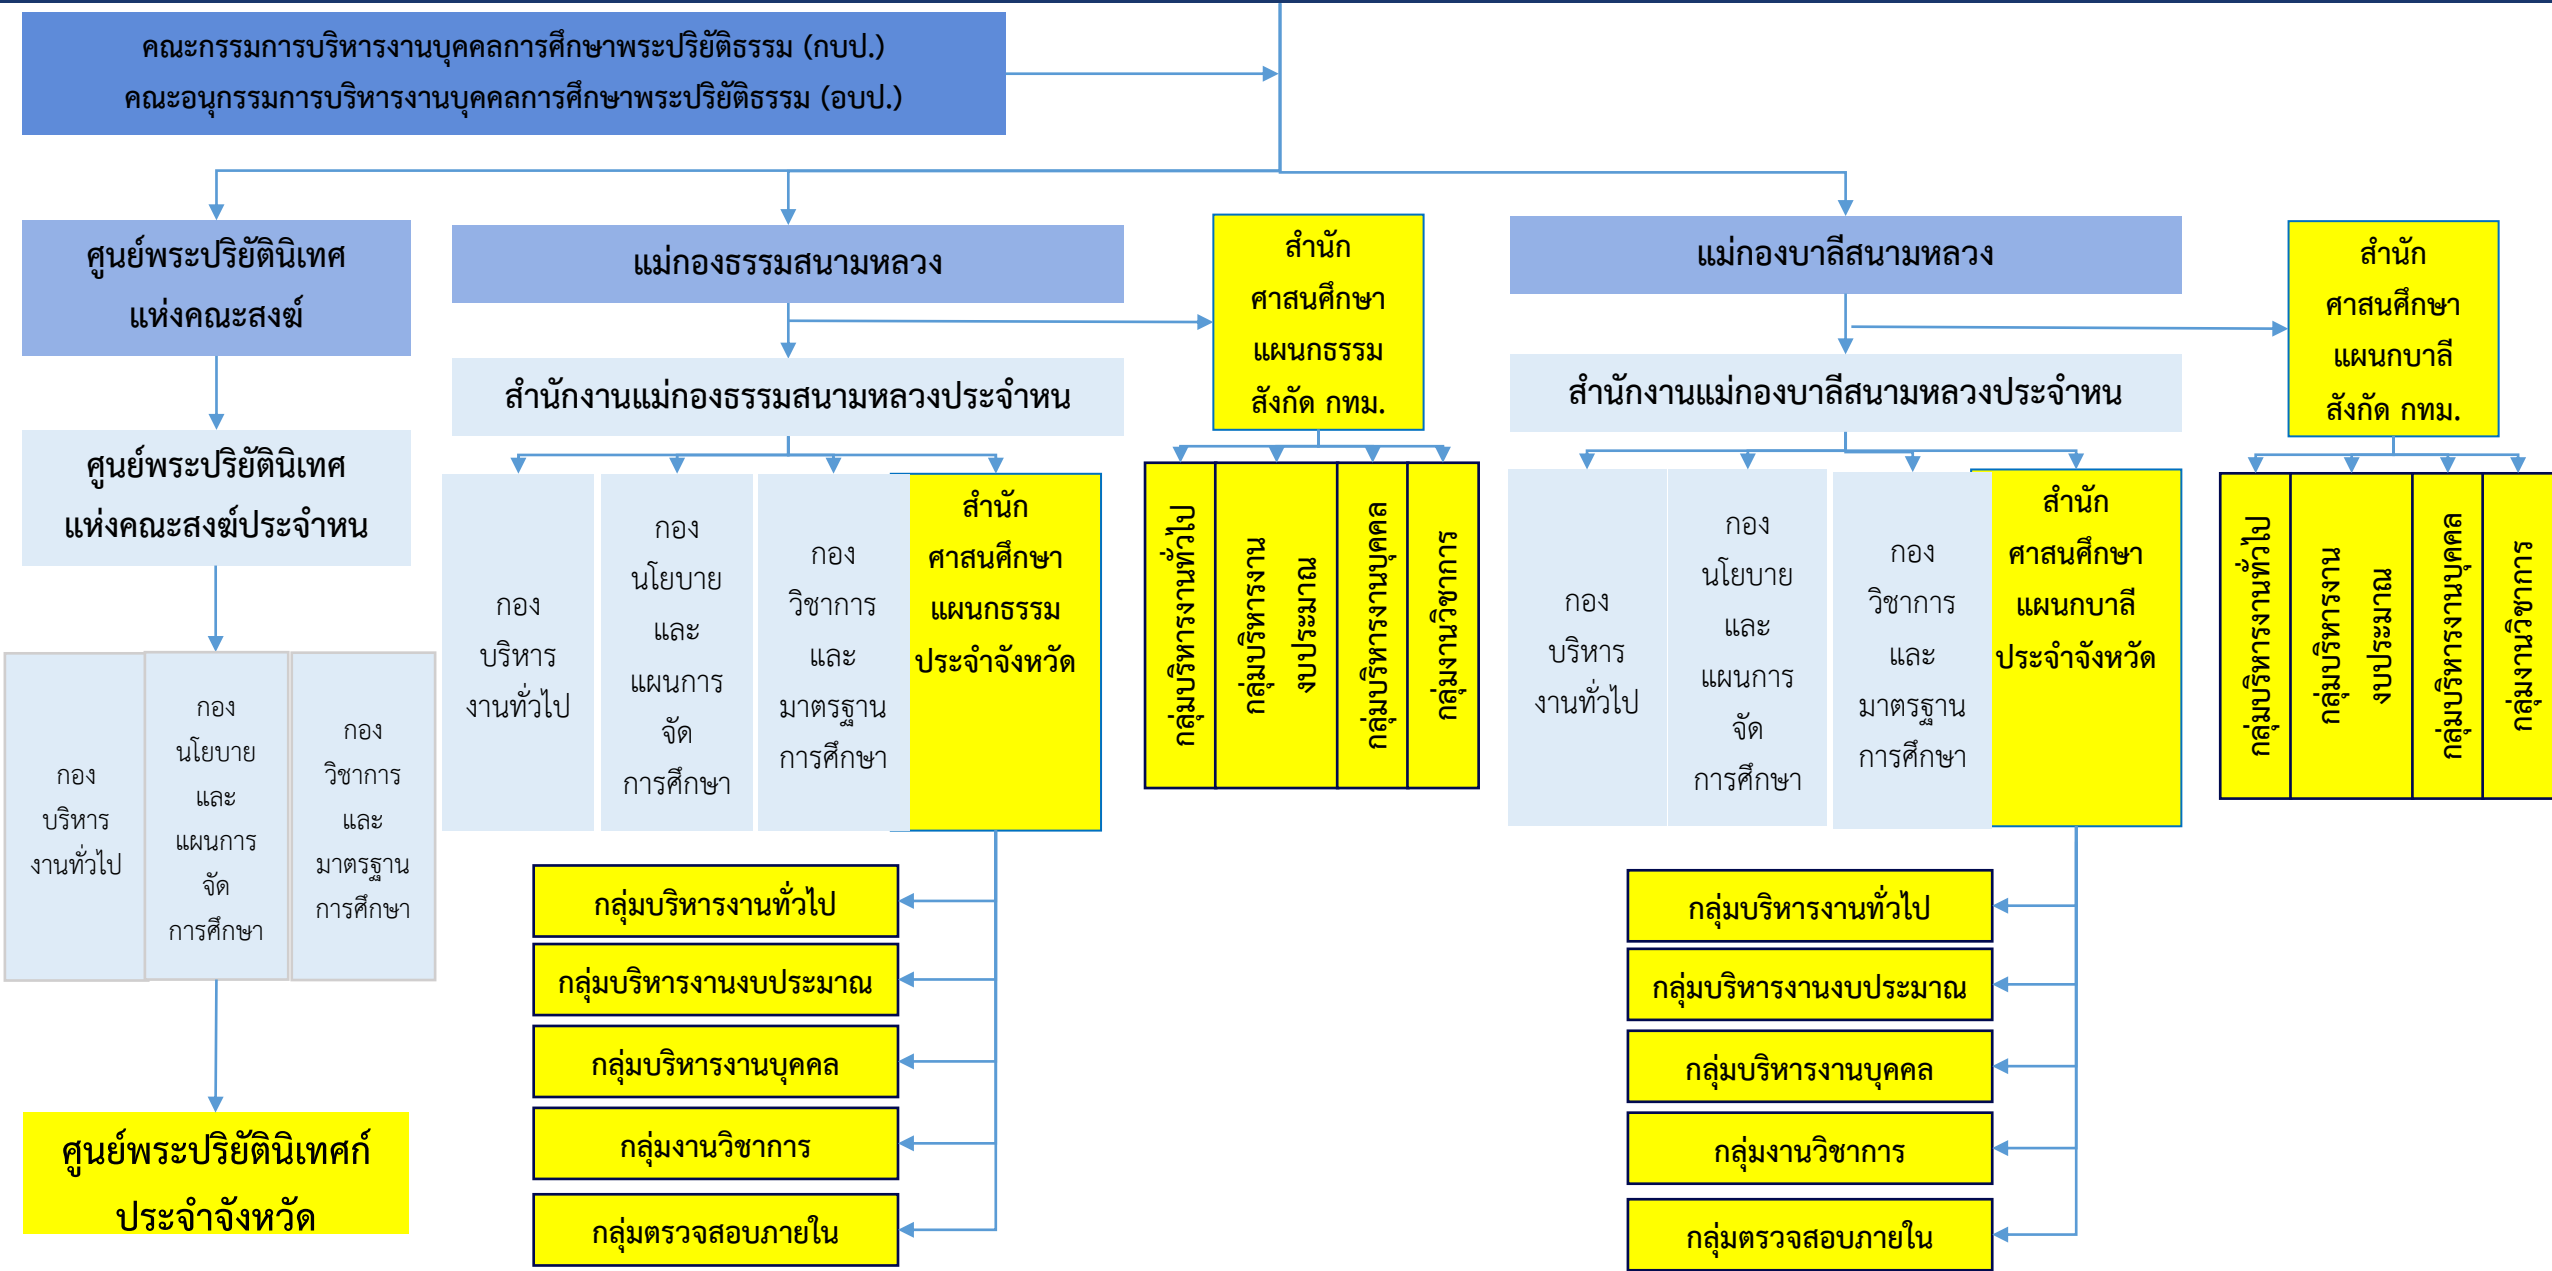 คณะกรรมการบริหารงานบุคคลการศึกษาพระปริยัติธรรม (กบป.)
คณะอนุกรรมการบริหารงานบุคคลการศึกษาพระปริยัติธรรม (อบป.)
ศูนย์พระปริยัตินิเทศ
แห่งคณะสงฆ์
ศูนย์พระปริยัตินิเทศ
แห่งคณะสงฆ์ประจำหน
กอง
บริหาร
งานทั่วไป
กอง
นโยบาย
และ
แผนการ
จัด
การศึกษา
กอง
วิชาการ
และ
มาตรฐาน
การศึกษา
ศูนย์พระปริยัตินิเทศก์
ประจำจังหวัด
แม่กองธรรมสนามหลวง
สำนักงานแม่กองธรรมสนามหลวงประจำหน
กอง
บริหาร
งานทั่วไป
กอง
นโยบาย
และ
แผนการ
จัด
การศึกษา
กอง
วิชาการ
และ
มาตรฐาน
การศึกษา
สำนัก
ศาสนศึกษา
แผนกธรรม
ประจำจังหวัด
กลุ่มบริหารงานทั่วไป
กลุ่มบริหารงานงบประมาณ
กลุ่มบริหารงานบุคคล
กลุ่มงานวิชาการ
กลุ่มตรวจสอบภายใน
สำนัก
ศาสนศึกษา
แผนกธรรม
สังกัด กทม.
กลุ่มบริหารงานทั่วไป
กลุ่มบริหารงาน
งบประมาณ
กลุ่มบริหารงานบุคคล
กลุ่มงานวิชาการ
แม่กองบาลีสนามหลวง
สำนักงานแม่กองบาลีสนามหลวงประจำหน
กอง
บริหาร
งานทั่วไป
กอง
นโยบาย
และ
แผนการ
จัด
การศึกษา
กอง
วิชาการ
และ
มาตรฐาน
การศึกษา
สำนัก
ศาสนศึกษา
แผนกบาลี
ประจำจังหวัด
กลุ่มบริหารงานทั่วไป
กลุ่มบริหารงานงบประมาณ
กลุ่มบริหารงานบุคคล
กลุ่มงานวิชาการ
กลุ่มตรวจสอบภายใน
สำนัก
ศาสนศึกษา
แผนกบาลี
สังกัด กทม.
กลุ่มบริหารงานทั่วไป
กลุ่มบริหารงาน
งบประมาณ
กลุ่มบริหารงานบุคคล
กลุ่มงานวิชาการ